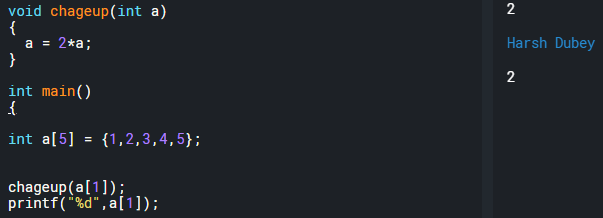 void chageup(int a)
{
a = 2*a;
}
int main()
{
int a[5] = {1,2,3,4,5};
chageup(a[1]);
printf("%d",a[1]);
2
Harsh Dubey
2